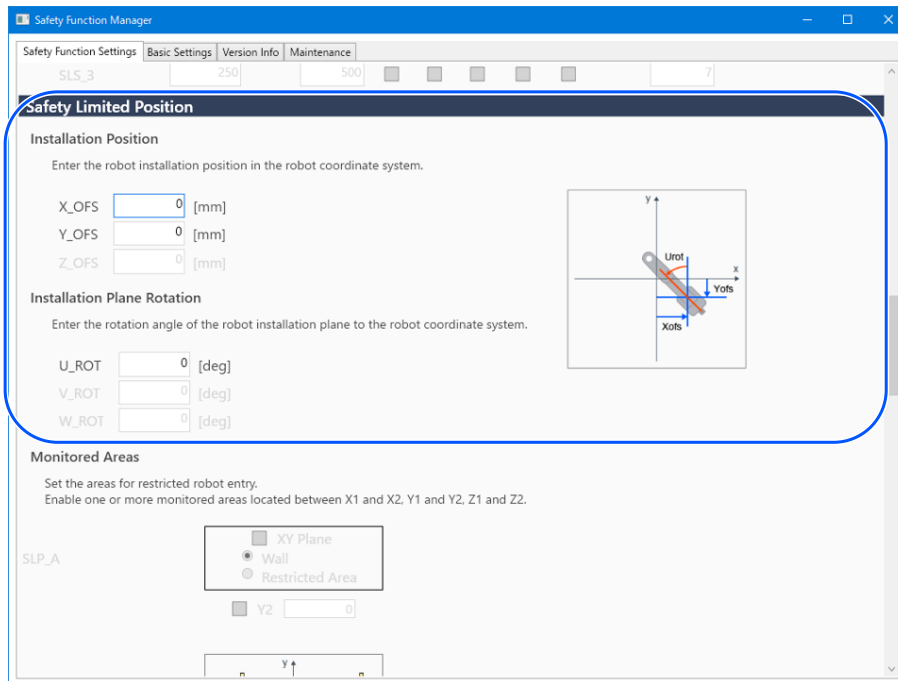 Safety Function Manager
Safety Function Settings Basic Settings Version Info Maintenance
SLS_3 250 500 7
Safety Limited Position
Installation Position
Enter the robot installation position in the robot coordinate system.
X_OFS 0 [mm]
Y_OFS 0 [mm]
Z_OFS 0 [mm]
y
Urot
x
Yofs
Xofs
Installation Plane Rotation
Enter the rotation angle of the robot installation plane to the robot coordinate system.
U_ROT 0 [deg]
V_ROT 0 [deg]
W_ROT 0 [deg]
Monitored Areas
Set the areas for restricted robot entry.
Enable one or more monitored areas located between X1 and X2, Y1 and Y2, Z1 and Z2.
XY Plane
SLP_A Wall
Restricted Area
Y2 0
y